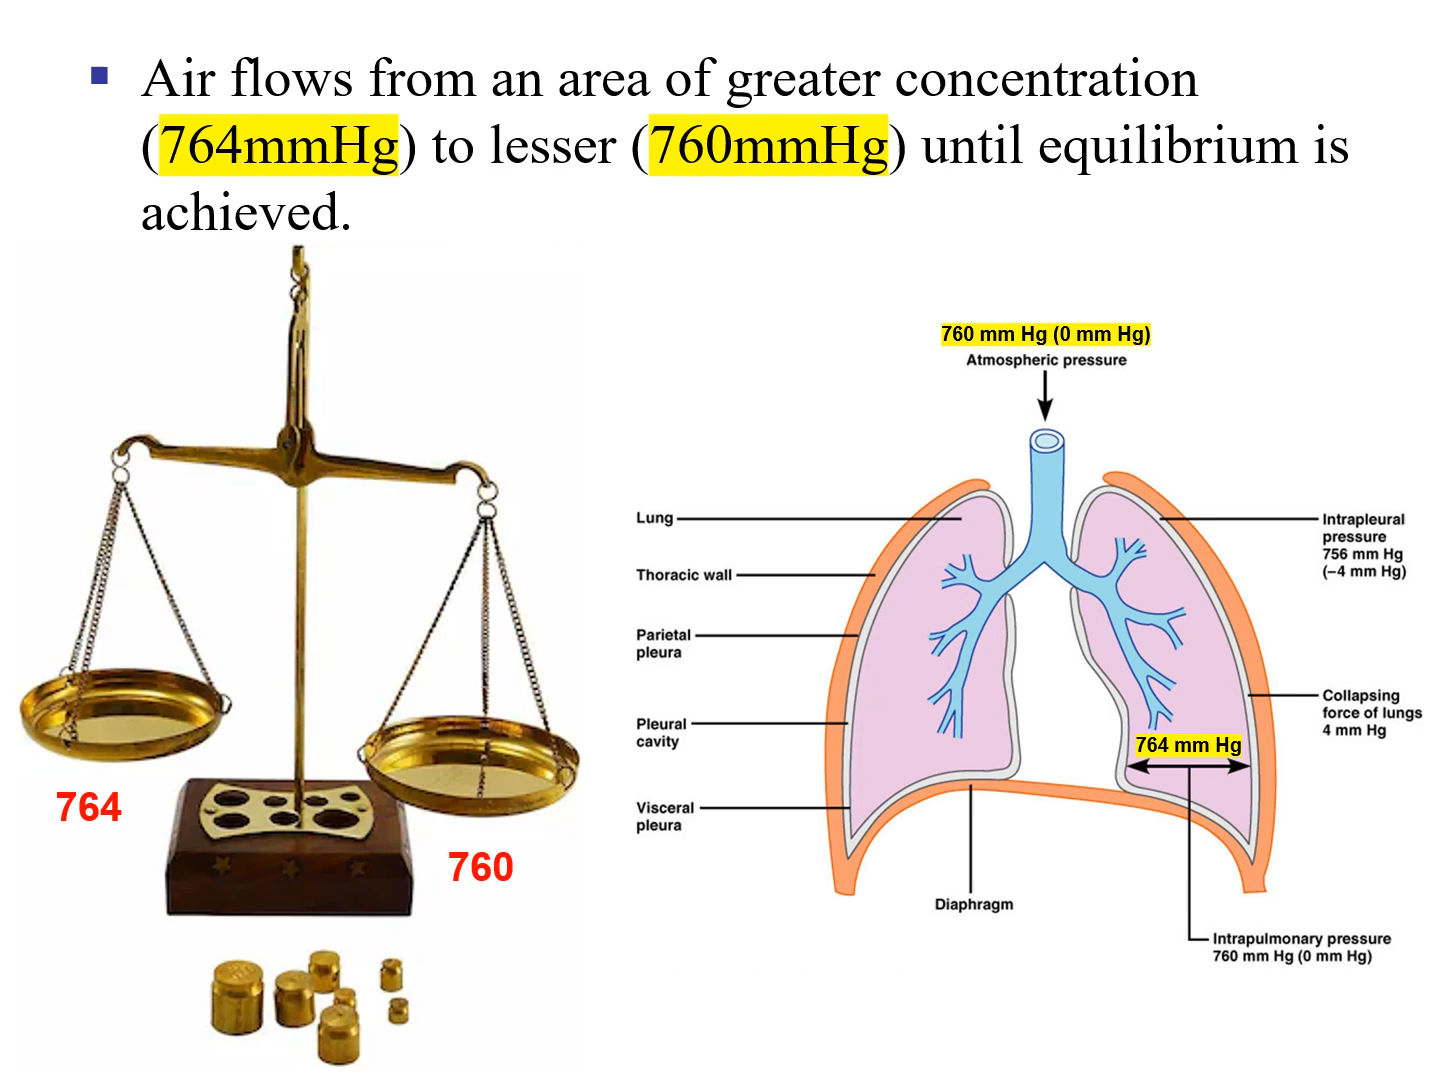 Air flows from an area of greater concentration
(764mmHg) to lesser (760mmHg) until equilibrium is
achieved.
764
760
760 mm Hg (0 mm Hg)
Atmospheric pressure
Lung
Thoracic wall
Parietal
pleura
Pleural
cavity
Visceral
pleura
Diaphragm
Intrapleural
pressure
756 mm Hg
(–4 mm Hg)
Collapsing
force of lungs
4 mm Hg
764 mm Hg
Intrapulmonary pressure
760 mm Hg (0 mm Hg)